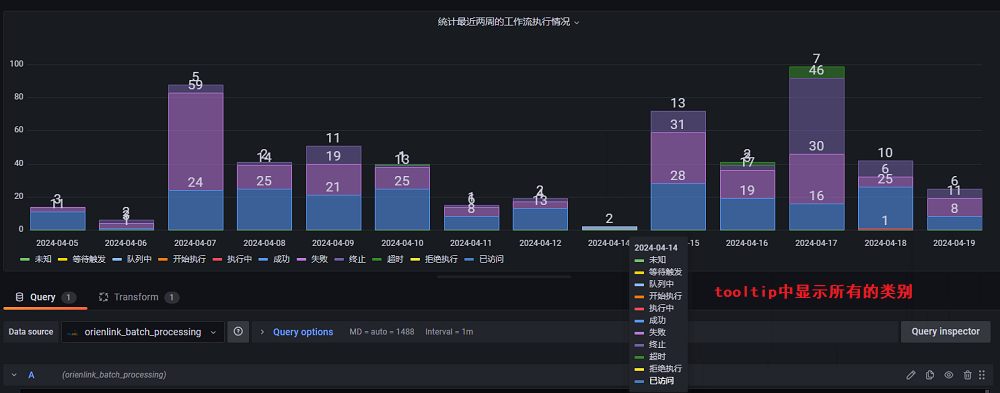 统计最近两周的工作流执行情况
100
80
60
40
20
0
3
11
2
3
1
5
59
24
2
14
25
11
19
21
1
13
25
1
6
8
2
4
13
2
13
31
28
2
3
17
19
7
46
30
16
10
6
25
1
6
11
8
2024-04-05 2024-04-06 2024-04-07 2024-04-08 2024-04-09 2024-04-10 2024-04-11 2024-04-12 2024-04-14 -15 2024-04-16 2024-04-17 2024-04-18 2024-04-19
未知 等待触发 队列中 开始执行 执行中 成功 失败 终止 超时 拒绝执行 已访问
2024-04-14
未知
等待触发
队列中
开始执行
执行中
成功
失败
终止
超时
拒绝执行
已访问
tooltip中显示所有的类别
Query 1 Transform 1
Data source orienlink_batch_processing Query options MD = auto = 1488 Interval = 1m Query inspector
A (orienlink_batch_processing)